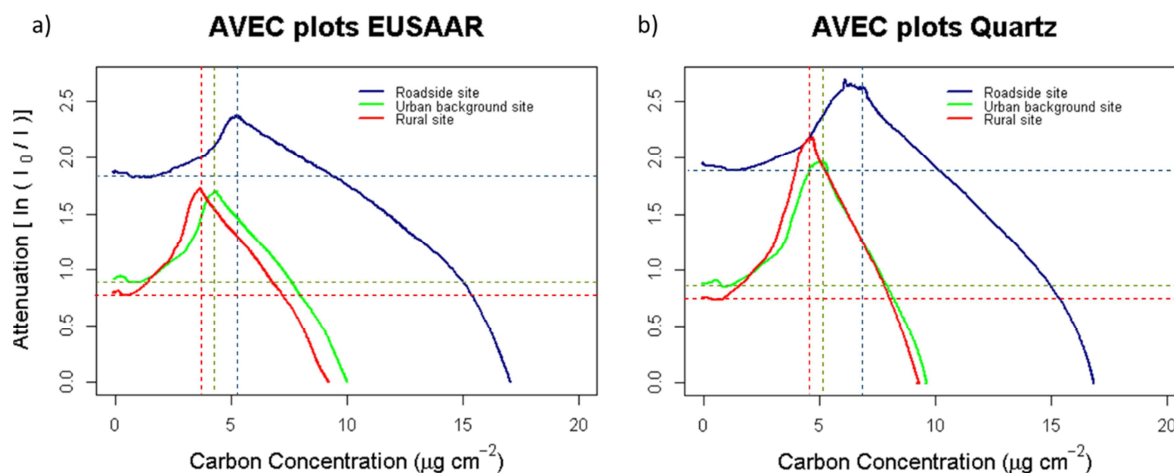 a)
AVEC plots EUSAAR
Attenuation [ ln ( I 0 / I ) ]
2.5
2.0
1.5
1.0
0.5
0.0
Roadside site
Urban background site
Rural site
0 5 10 15 20
Carbon Concentration (μg cm−2)
b)
AVEC plots Quartz
2.5
2.0
1.5
1.0
0.5
0.0
Roadside site
Urban background site
Rural site
0 5 10 15 20
Carbon Concentration (μg cm−2)